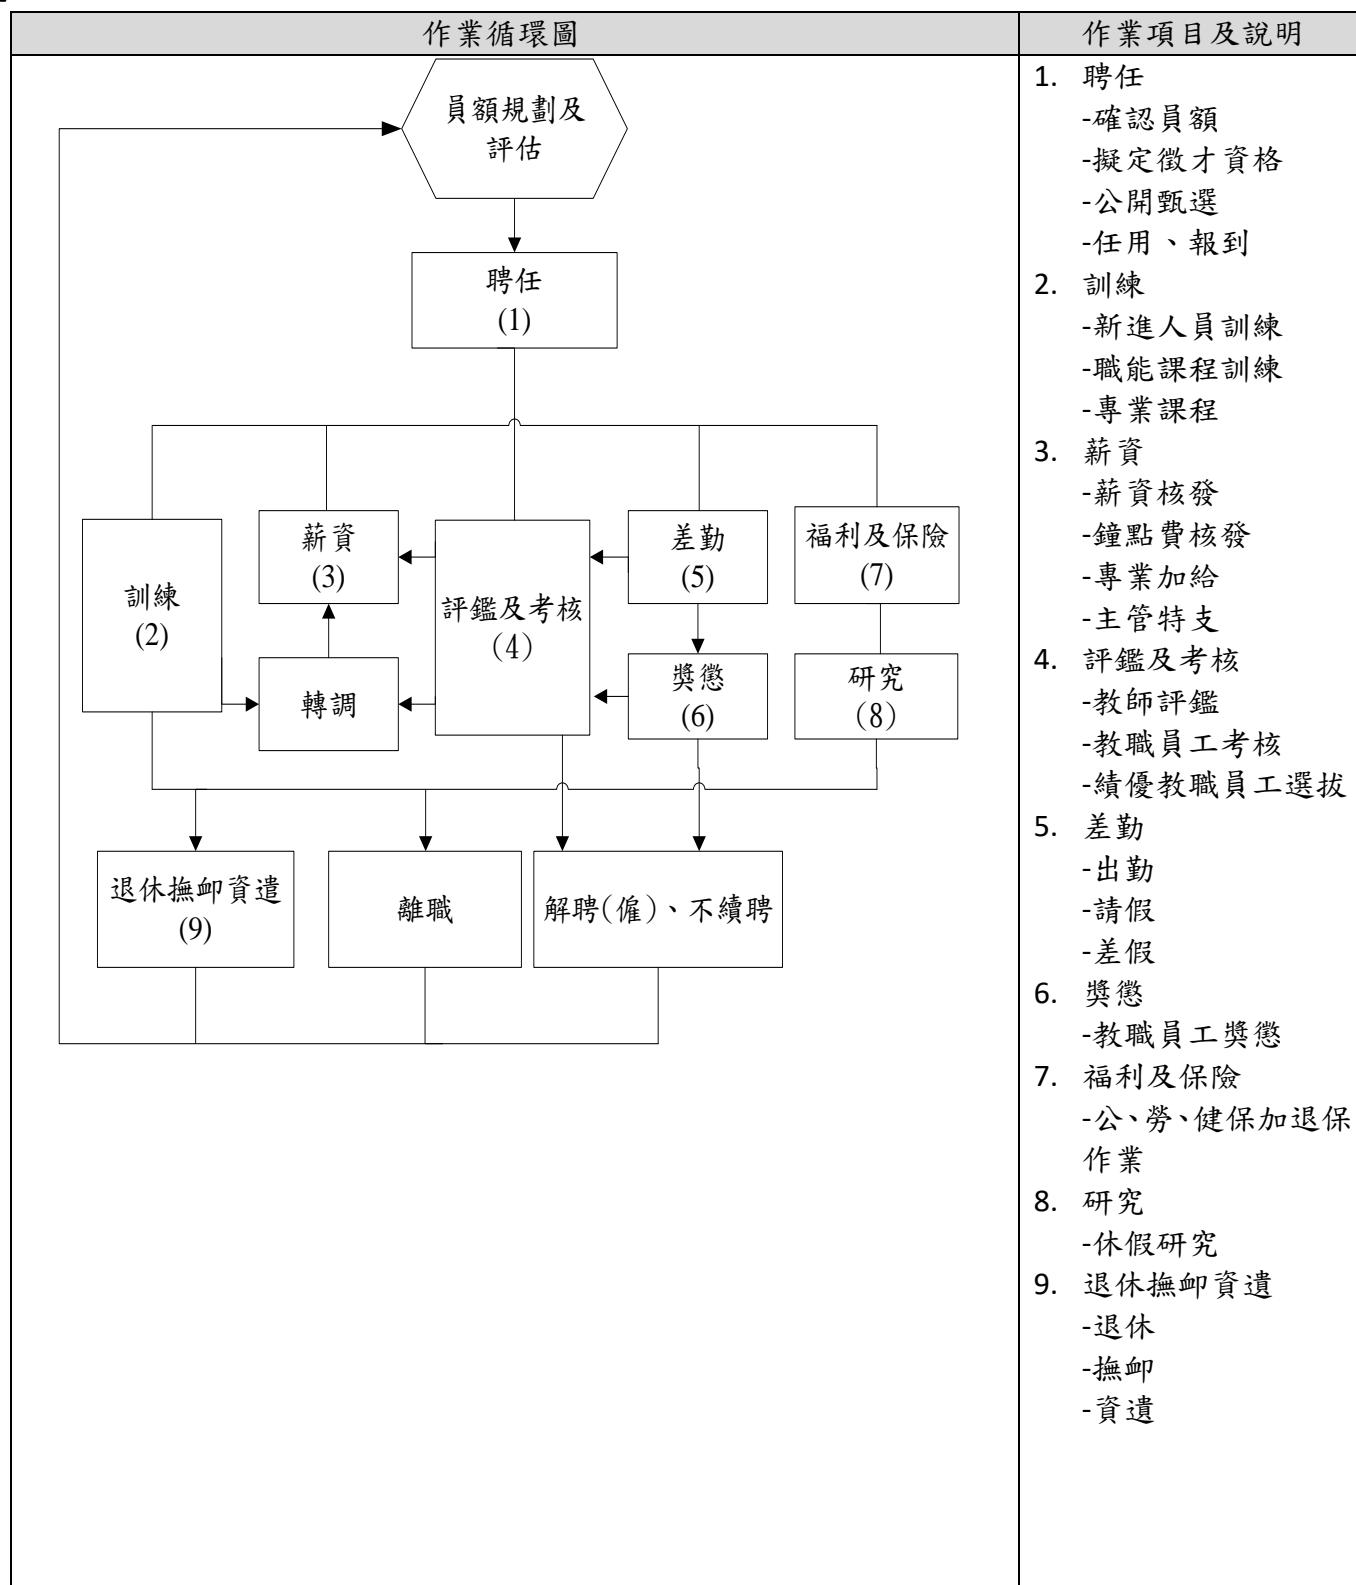 作業循環圖
作業項目及說明
員額規劃及
評估
聘任
(1)
訓練
(2)
薪資
(3)
轉調
評鑑及考核
(4)
差勤
(5)
獎懲
(6)
福利及保險
(7)
研究
(8)
退休撫卹資遣
(9)
離職
解聘(僱)、不續聘
1. 聘任
-確認員額
-擬定徵才資格
-公開甄選
-任用、報到
2. 訓練
-新進人員訓練
-職能課程訓練
-專業課程
3. 薪資
-薪資核發
-鐘點費核發
-專業加給
-主管特支
4. 評鑑及考核
-教師評鑑
-教職員工考核
-績優教職員工選拔
5. 差勤
-出勤
-請假
-差假
6. 獎懲
-教職員工獎懲
7. 福利及保險
-公、勞、健保加退保
作業
8. 研究
-休假研究
9. 退休撫卹資遣
-退休
-撫卹
-資遣